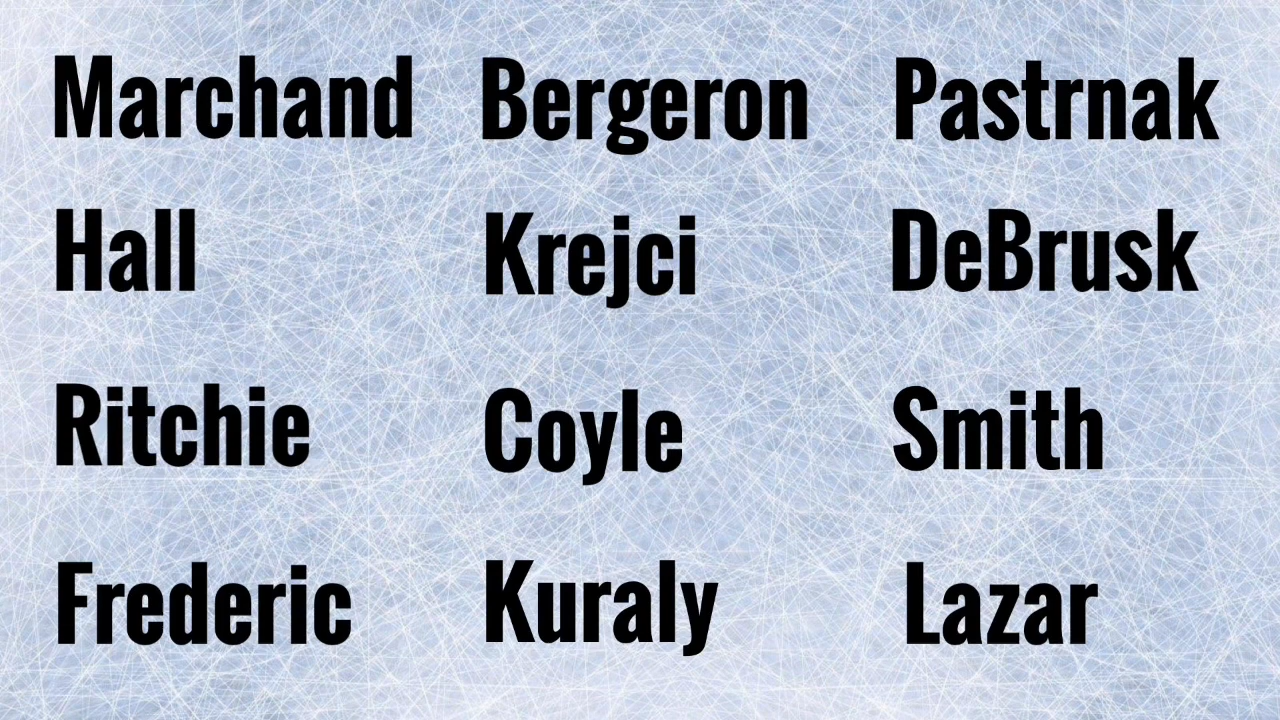 Marchand Bergeron Pastrnak
Hall Krejci DeBrusk
Ritchie Coyle Smith
Frederic Kuraly Lazar